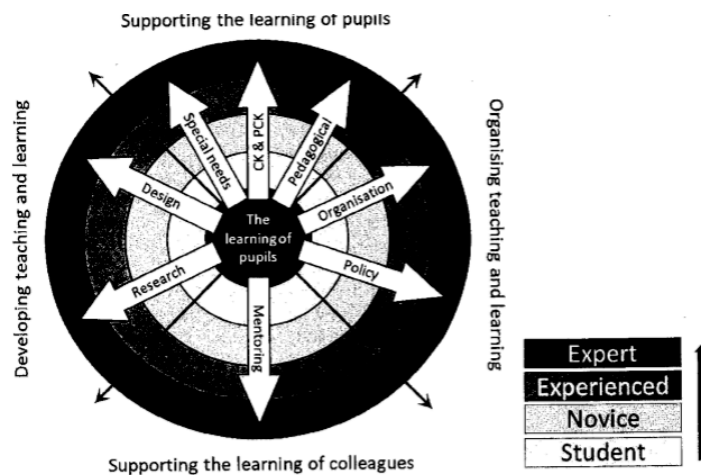 Supporting the learning of pupils
Developing teaching and learning
Organising teaching and learning
Special needs
CK & PCK
Pedagogical
Design
Organisation
The
learning of
pupils
Research
Policy
Mentoring
Expert
Experienced
Novice
Student
Supporting the learning of colleagues